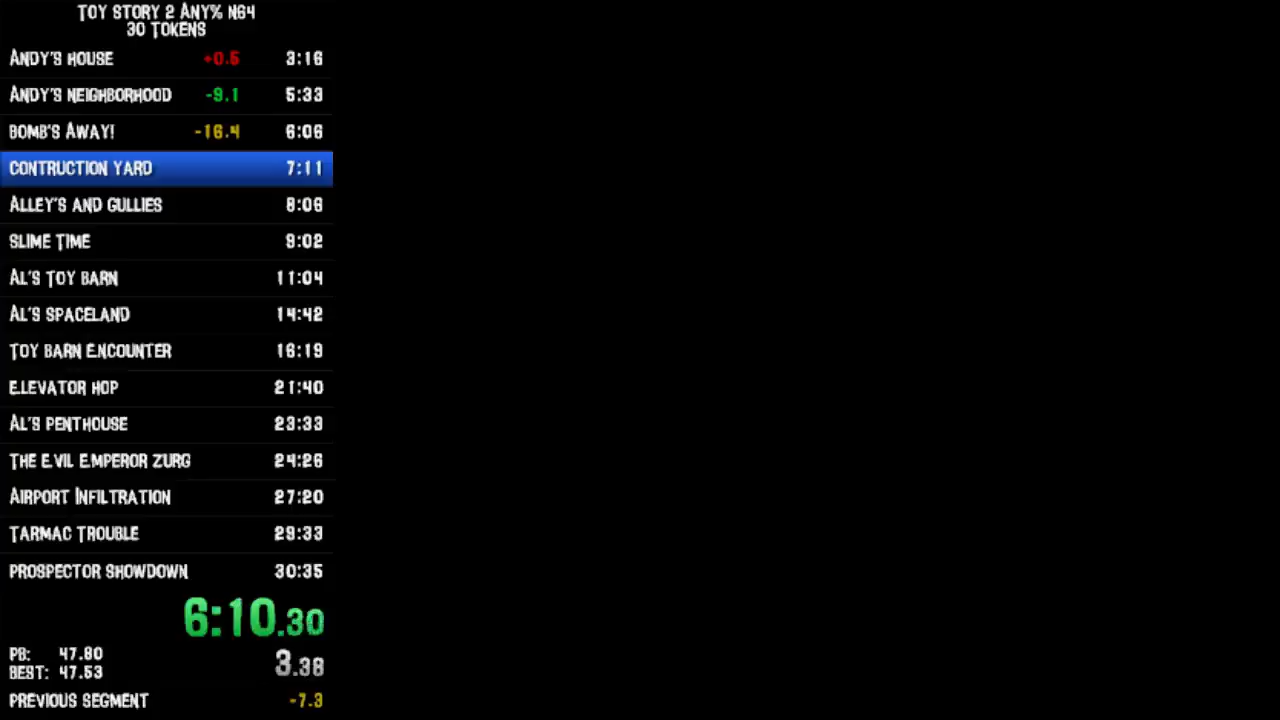 TOY STORY 2 ANY% N64
30 TOKENS
ANDY'S HOUSE +0.5 3:16
ANDY'S NEIGHBORHOOD -9.1 5:33
BOMB'S AWAY! -16.4 6:06
CONTRUCTION YARD 7:11
ALLEY'S AND GULLIES 8:06
SLIME TIME 9:02
AL'S TOY BARN 11:04
AL'S SPACELAND 14:42
TOY BARN ENCOUNTER 16:19
ELEVATOR HOP 21:40
AL'S PENTHOUSE 23:33
THE EVIL EMPEROR ZURG 24:26
AIRPORT INFILTRATION 27:20
TARMAC TROUBLE 29:33
PROSPECTOR SHOWDOWN 30:35
6:10.30
PB: 47.80
BEST: 47.53
3.38
PREVIOUS SEGMENT -7.3